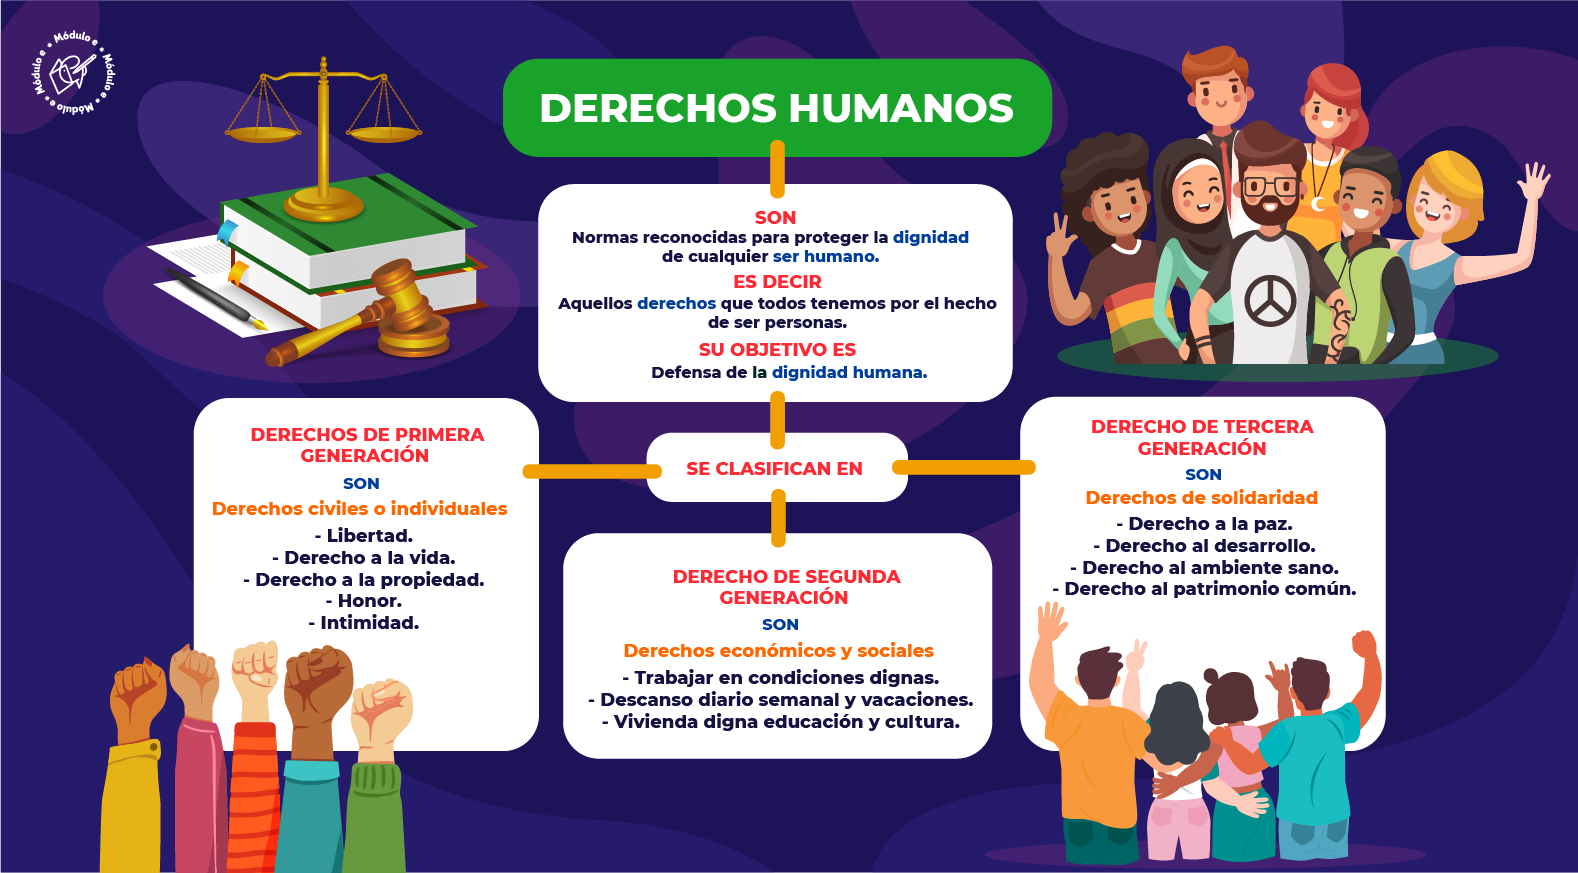 Módulo e • Módulo e • Módulo e • Módulo e •
DERECHOS HUMANOS
SON
Normas reconocidas para proteger la dignidad
de cualquier ser humano.
ES DECIR
Aquellos derechos que todos tenemos por el hecho
de ser personas.
SU OBJETIVO ES
Defensa de la dignidad humana.
SE CLASIFICAN EN
DERECHOS DE PRIMERA
GENERACIÓN
SON
Derechos civiles o individuales
- Libertad.
- Derecho a la vida.
- Derecho a la propiedad.
- Honor.
- Intimidad.
DERECHO DE SEGUNDA
GENERACIÓN
SON
Derechos económicos y sociales
- Trabajar en condiciones dignas.
- Descanso diario semanal y vacaciones.
- Vivienda digna educación y cultura.
DERECHO DE TERCERA
GENERACIÓN
SON
Derechos de solidaridad
- Derecho a la paz.
- Derecho al desarrollo.
- Derecho al ambiente sano.
- Derecho al patrimonio común.